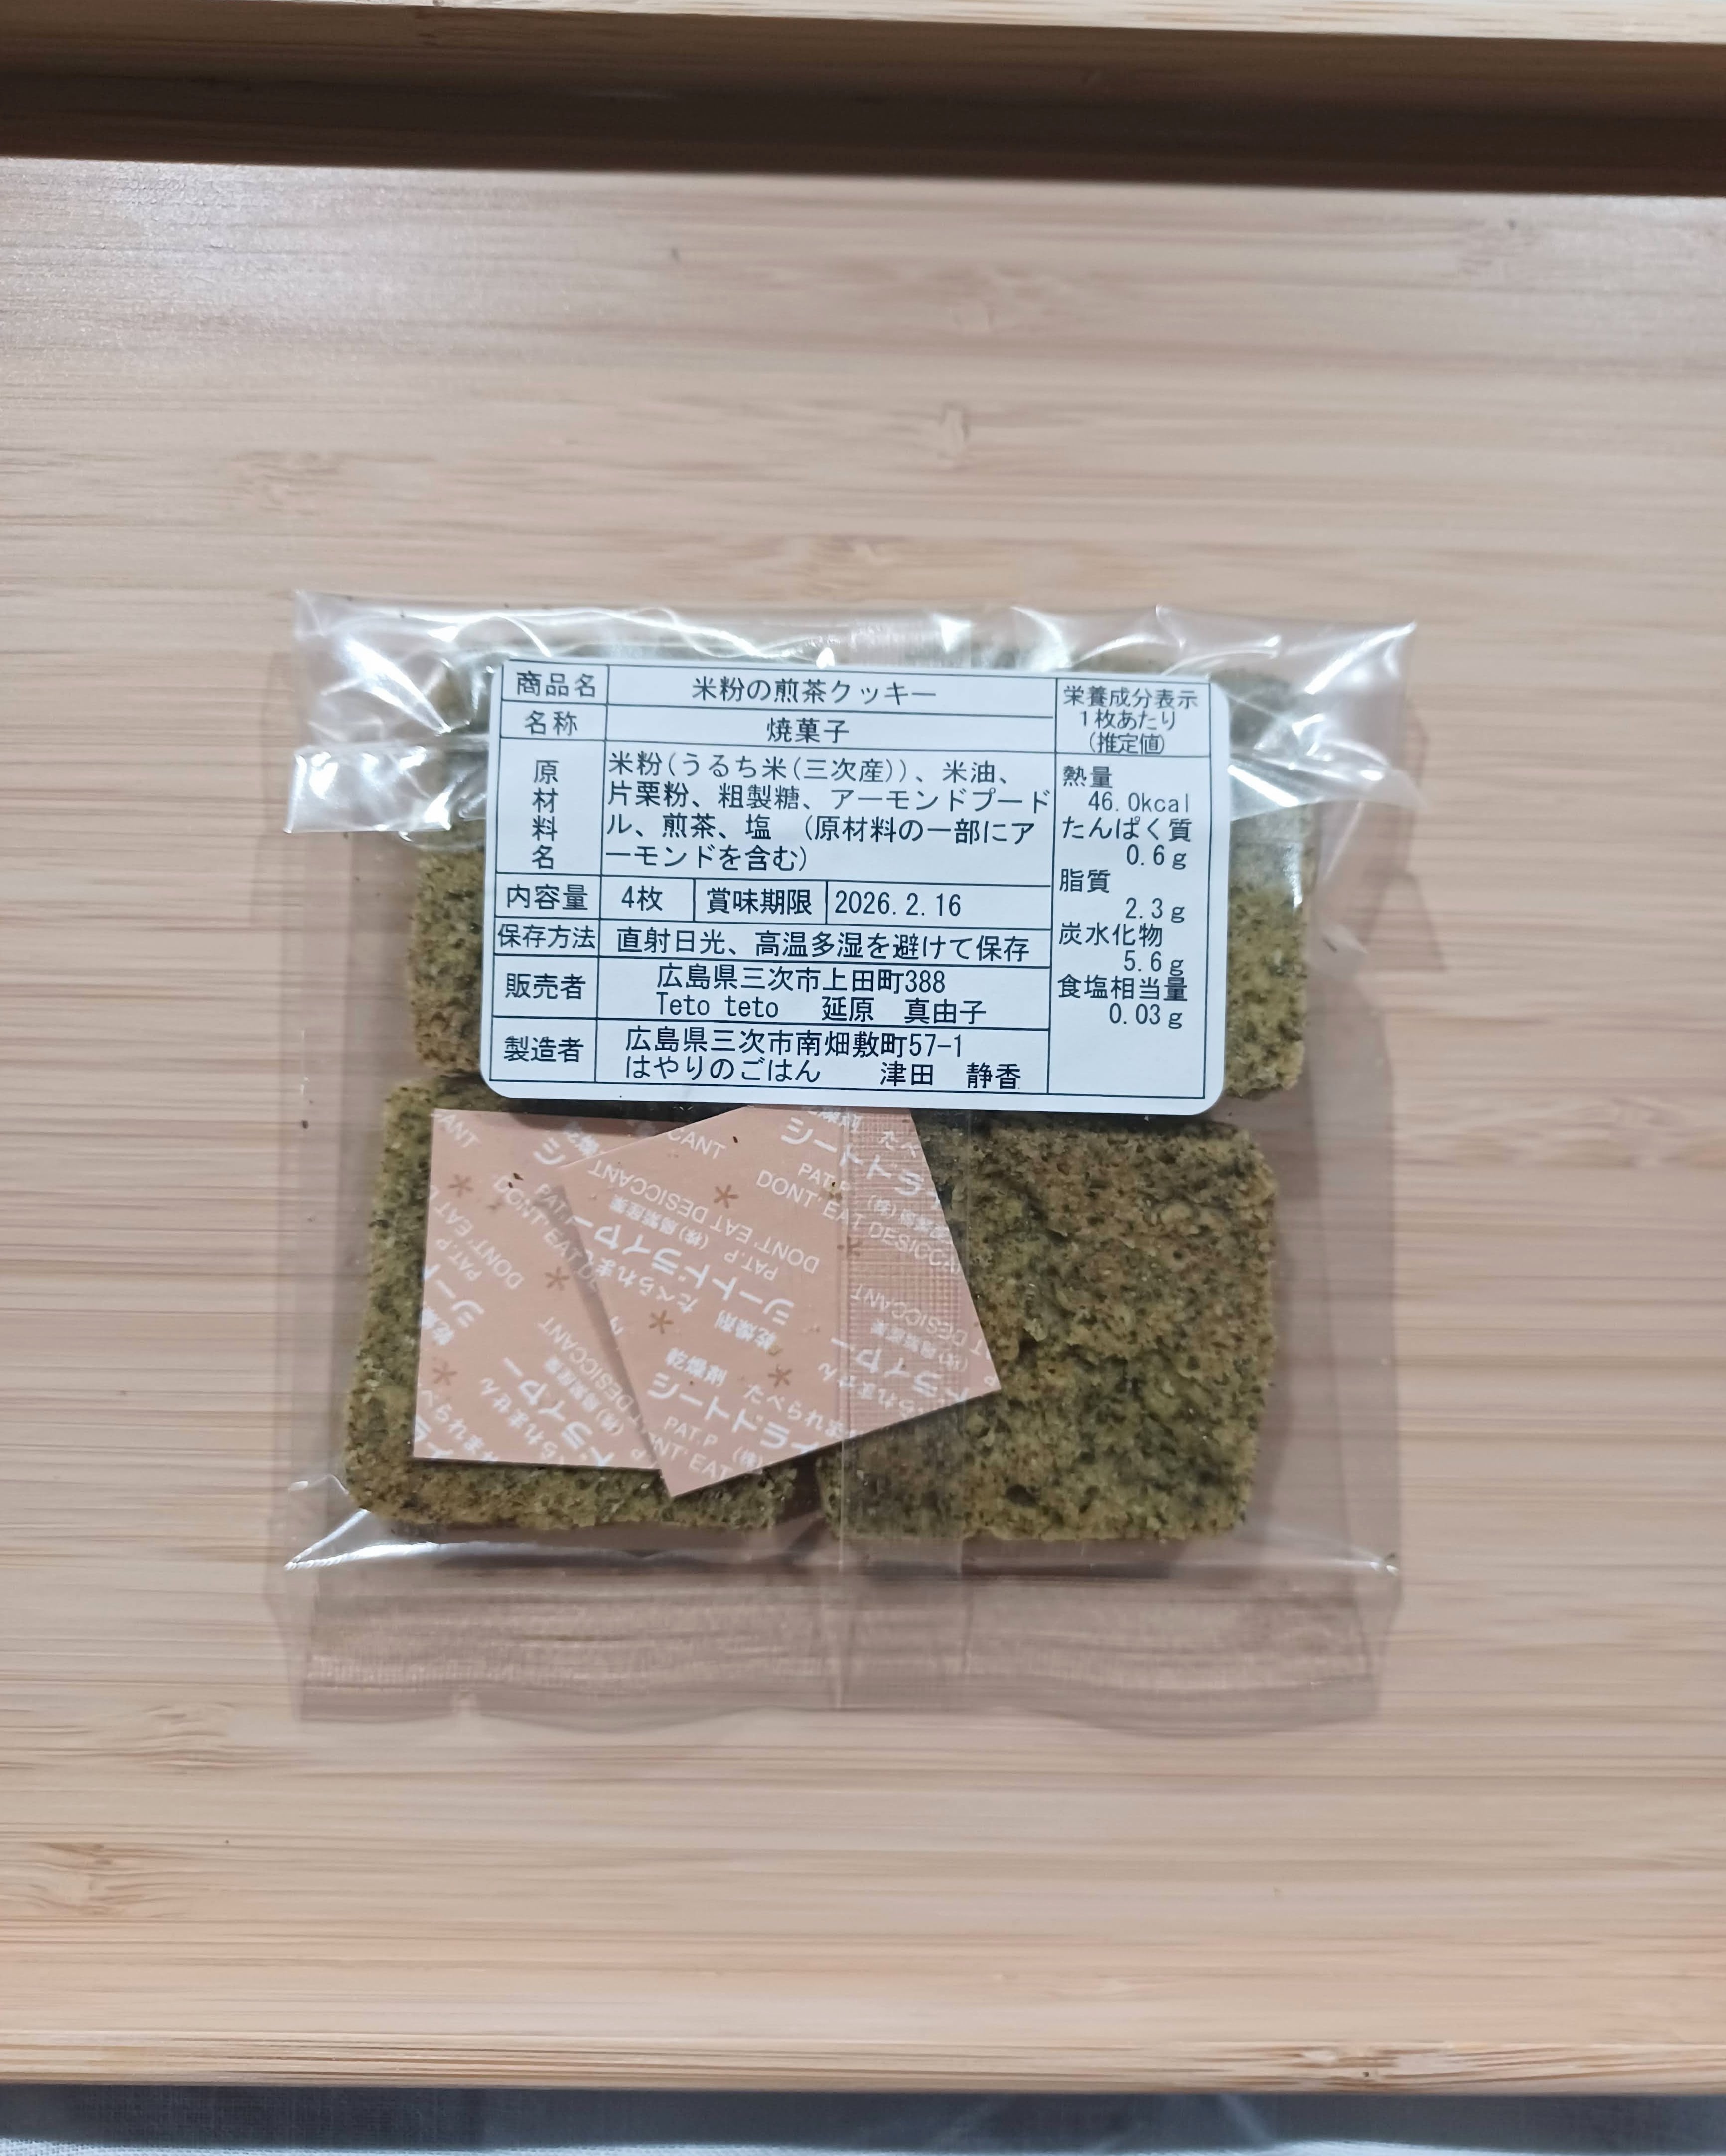 商品名 米粉の煎茶クッキー
名称 焼菓子
原材料名 米粉(うるち米(三次産))、米油、
片栗粉、粗製糖、アーモンドプード
ル、煎茶、塩 (原材料の一部にア
ーモンドを含む)
内容量 4枚 賞味期限 2026.2.16
保存方法 直射日光、高温多湿を避けて保存
販売者 広島県三次市上田町388
Teto teto 延原 真由子
製造者 広島県三次市南畑敷町57-1
はやりのごはん 津田 静香
栄養成分表示
1枚あたり
(推定値)
熱量
46.0kcal
たんぱく質
0.6g
脂質
2.3g
炭水化物
5.6g
食塩相当量
0.03g
DONT' EAT DESICCANT
PAT.P
シートドライヤー
乾燥剤 たべられません